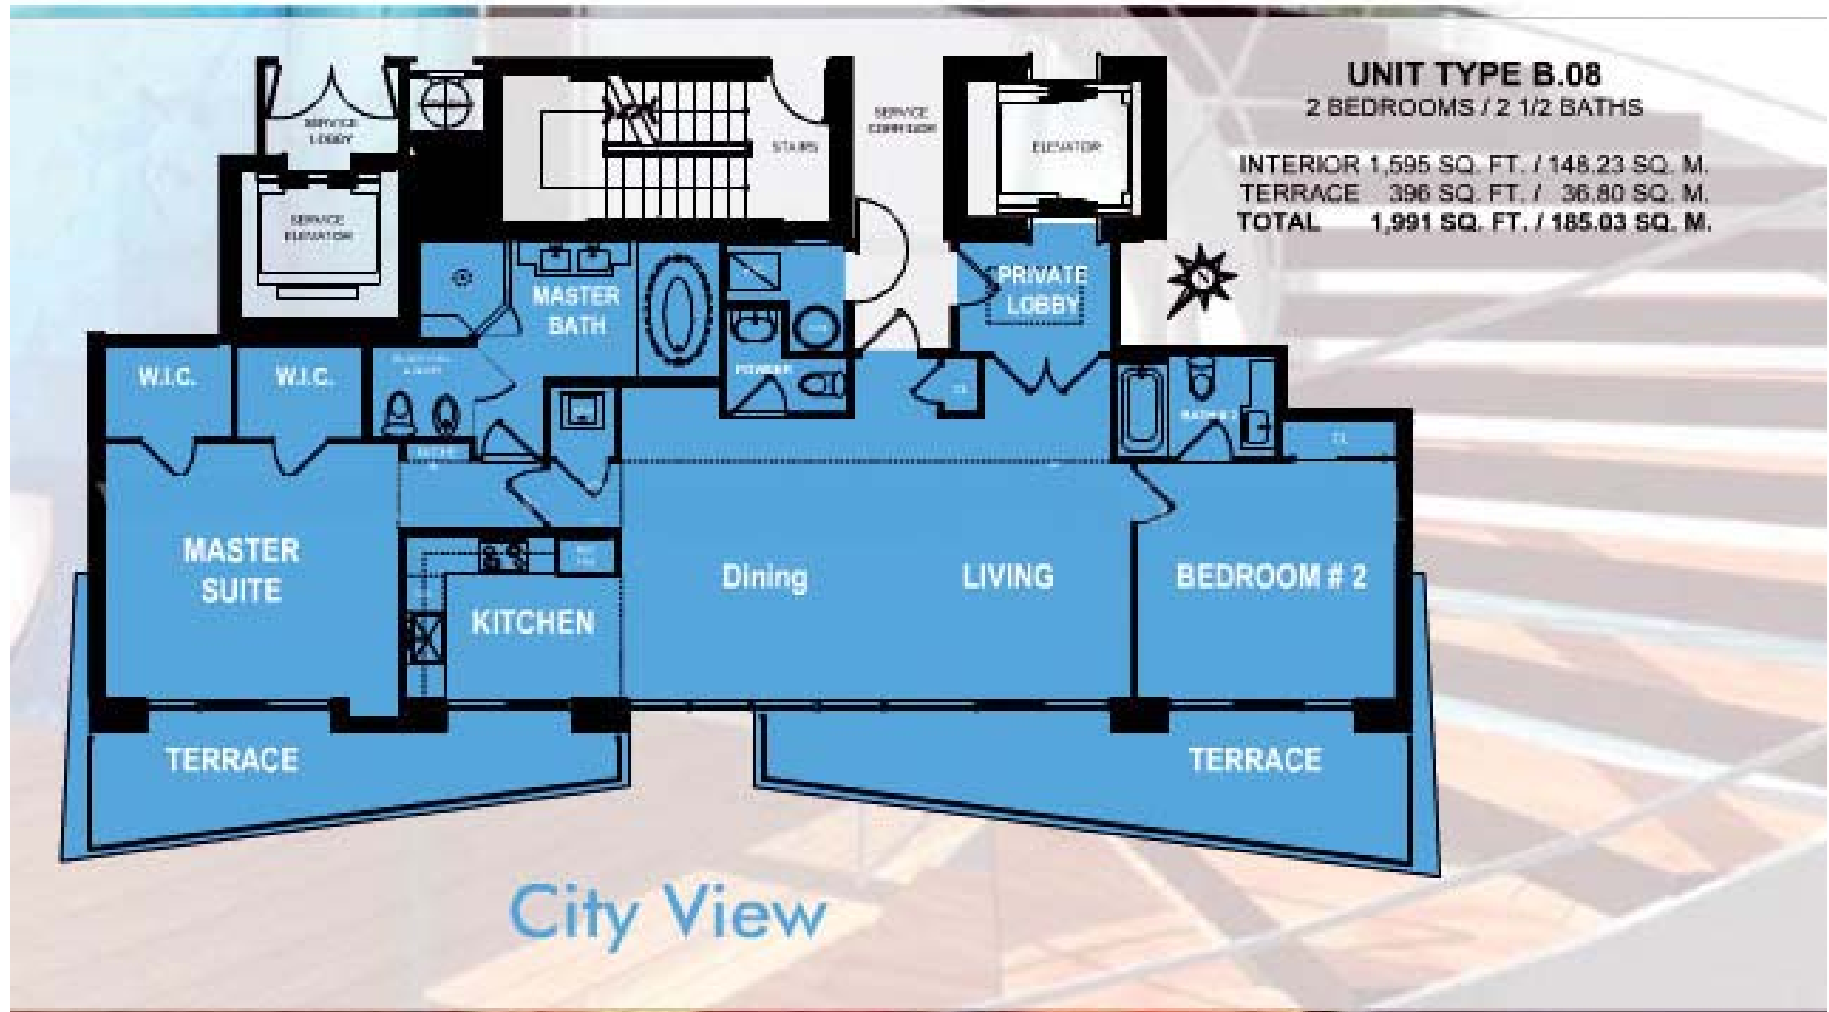 UNIT TYPE B.08
2 BEDROOMS / 2 1/2 BATHS
INTERIOR 1,595 SQ. FT. / 148.23 SQ. M.
TERRACE 396 SQ. FT. / 36.80 SQ. M.
TOTAL 1,991 SQ. FT. / 185.03 SQ. M.
SERVICE
LOBBY
SERVICE
ELEVATOR
STAIRS
SERVICE
CORRIDOR
ELEVATOR
MASTER
BATH
PRIVATE
LOBBY
N
W.I.C.
W.I.C.
POWDER
BATH # 2
MASTER
SUITE
KITCHEN
Dining
LIVING
BEDROOM # 2
TERRACE
TERRACE
City View